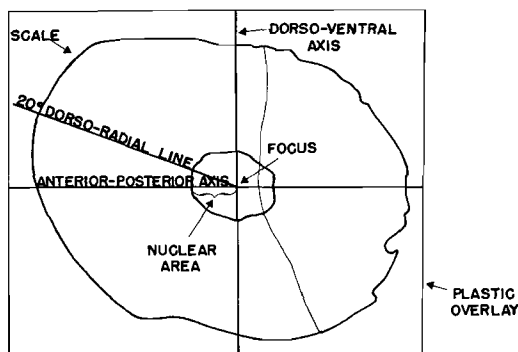 DORSO-VENTRAL
AXIS
SCALE
20° DORSO-RADIAL LINE
FOCUS
ANTERIOR-POSTERIOR AXIS
NUCLEAR
AREA
PLASTIC
OVERLAY